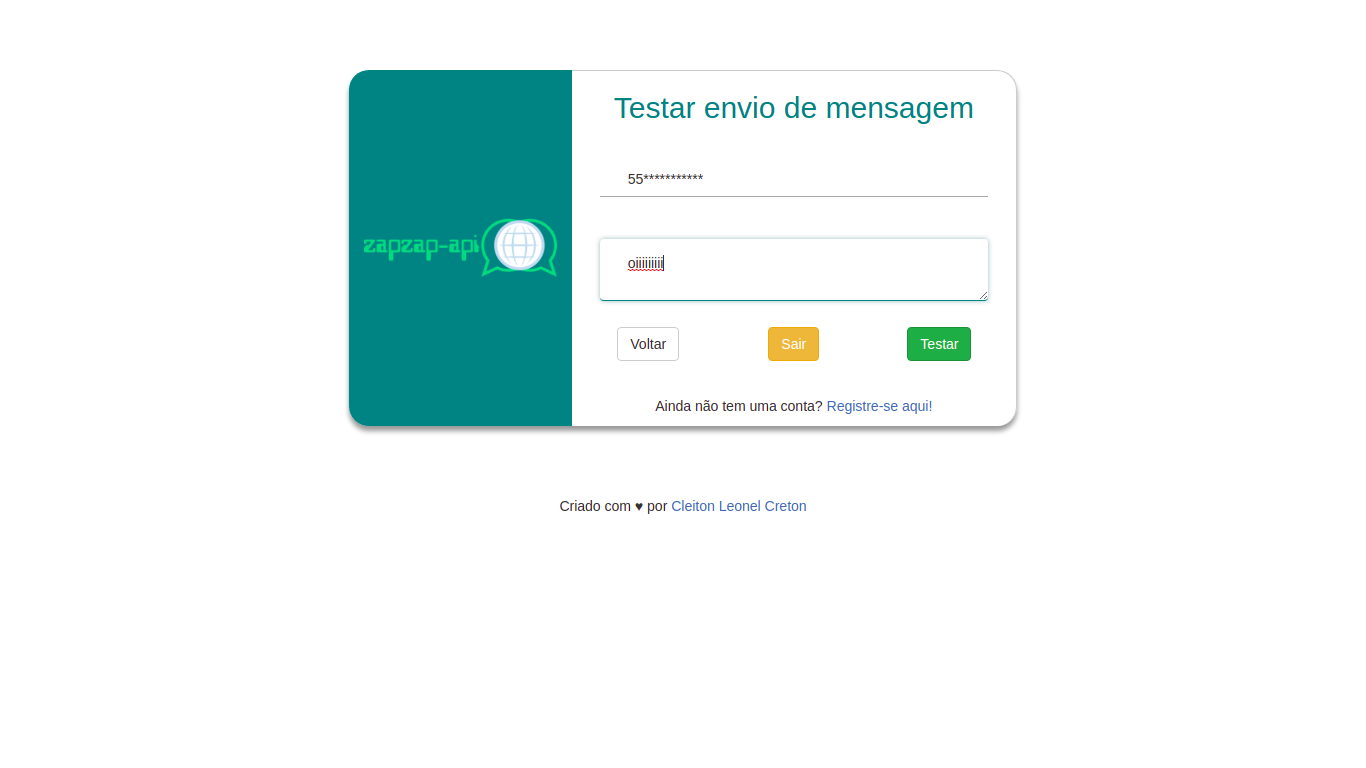 Testar envio de mensagem
55***********
zapzap-api
oiiiiiiiii
Voltar Sair Testar
Ainda não tem uma conta? Registre-se aqui!
Criado com ♥ por Cleiton Leonel Creton